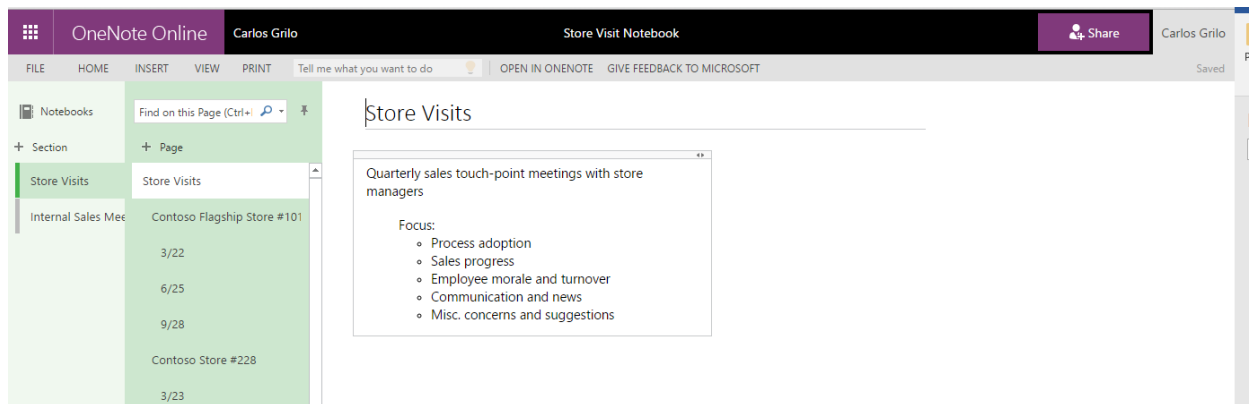 OneNote Online
Carlos Grilo
Store Visit Notebook
Share
Carlos Grilo
FILE HOME INSERT VIEW PRINT Tell me what you want to do OPEN IN ONENOTE GIVE FEEDBACK TO MICROSOFT Saved
Notebooks
+ Section
Store Visits
Internal Sales Mee
Find on this Page (Ctrl+
+ Page
Store Visits
Contoso Flagship Store #101
3/22
6/25
9/28
Contoso Store #228
3/23
Store Visits
Quarterly sales touch-point meetings with store
managers
Focus:
Process adoption
Sales progress
Employee morale and turnover
Communication and news
Misc. concerns and suggestions